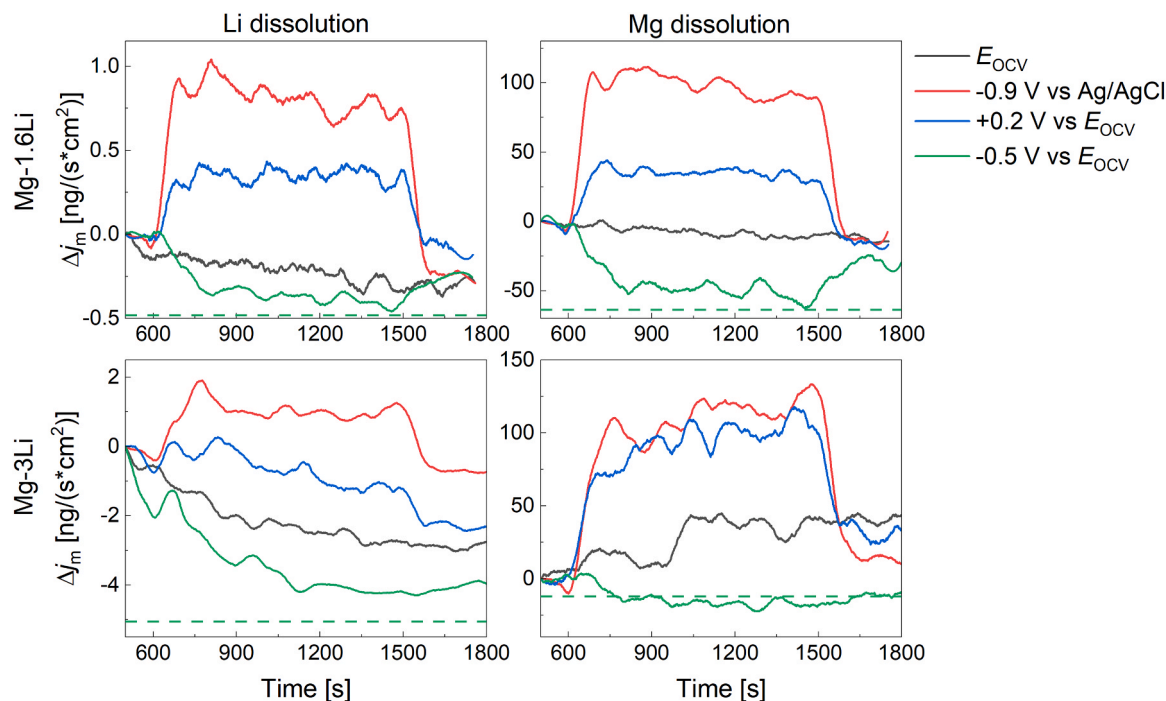 Li dissolution
Mg dissolution
E_OCV
-0.9 V vs Ag/AgCl
+0.2 V vs E_OCV
-0.5 V vs E_OCV
Mg-1.6Li
Δj_m [ng/(s*cm²)]
1.0
0.5
0.0
-0.5
600 900 1200 1500 1800
100
50
0
-50
600 900 1200 1500 1800
Mg-3Li
Δj_m [ng/(s*cm²)]
2
0
-2
-4
600 900 1200 1500 1800
Time [s]
150
100
50
0
600 900 1200 1500 1800
Time [s]